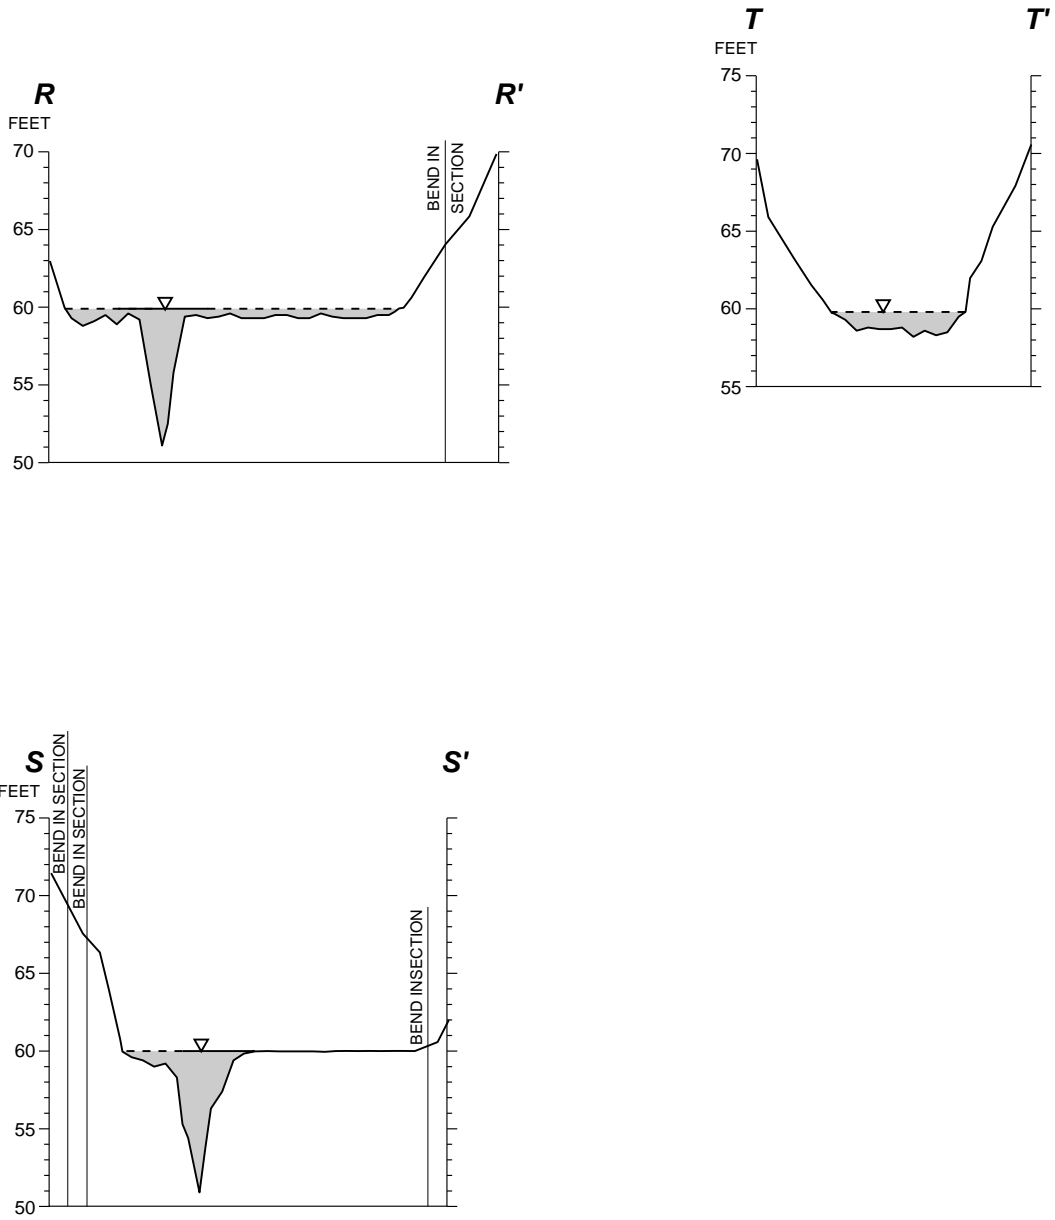 R
R'
FEET
70
65
60
55
50
BEND IN
SECTION
T
T'
FEET
75
70
65
60
55
S
S'
FEET
75
70
65
60
55
50
BEND IN SECTION
BEND IN SECTION
BEND INSECTION